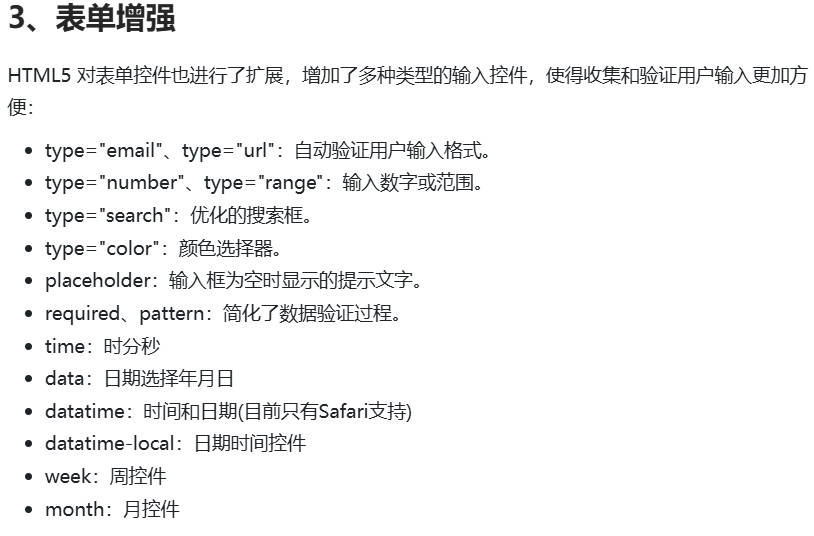 3、表单增强
HTML5 对表单控件也进行了扩展，增加了多种类型的输入控件，使得收集和验证用户输入更加方
便：
• type="email"、type="url"：自动验证用户输入格式。
• type="number"、type="range"：输入数字或范围。
• type="search"：优化的搜索框。
• type="color"：颜色选择器。
• placeholder：输入框为空时显示的提示文字。
• required、pattern：简化了数据验证过程。
• time：时分秒
• data：日期选择年月日
• datatime：时间和日期(目前只有Safari支持)
• datatime-local：日期时间控件
• week：周控件
• month：月控件